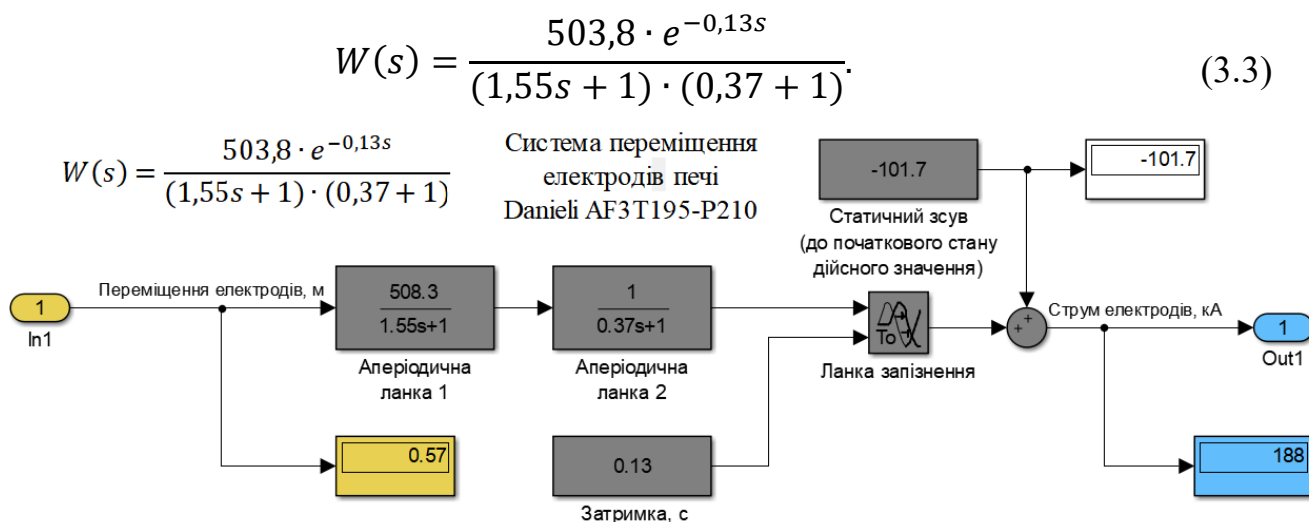 W(s) = 503,8 · e^{−0,13s} / ((1,55s + 1) · (0,37 + 1)). (3.3)
W(s) = 503,8 · e^{−0,13s} / ((1,55s + 1) · (0,37 + 1))
Система переміщення
електродів печі
Danieli AF3T195-P210
-101.7
-101.7
Статичний зсув
(до початкового стану
дійсного значення)
1
In1
Переміщення електродів, м
508.3
1.55s+1
Аперіодична
ланка 1
1
0.37s+1
Аперіодична
ланка 2
To
Ланка запізнення
++
Струм електродів, кА
1
Out1
0.57
0.13
Затримка, с
188